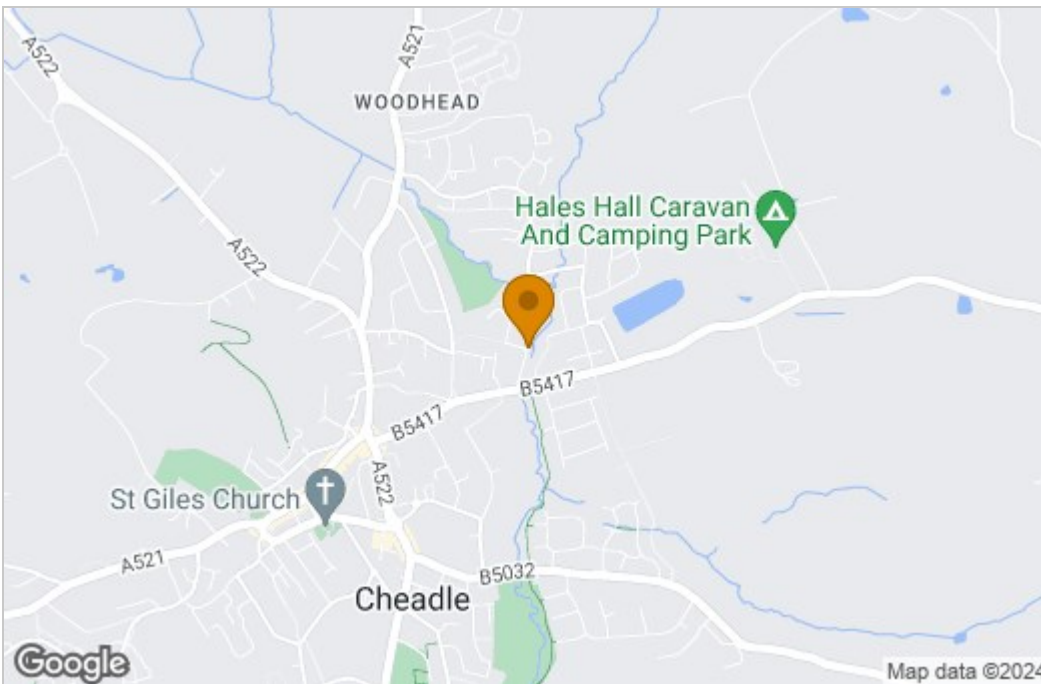 A522
A521
WOODHEAD
Hales Hall Caravan
And Camping Park
A522
B5417
B5417
A522
St Giles Church
A521
B5032
Cheadle
Google
Map data ©2024